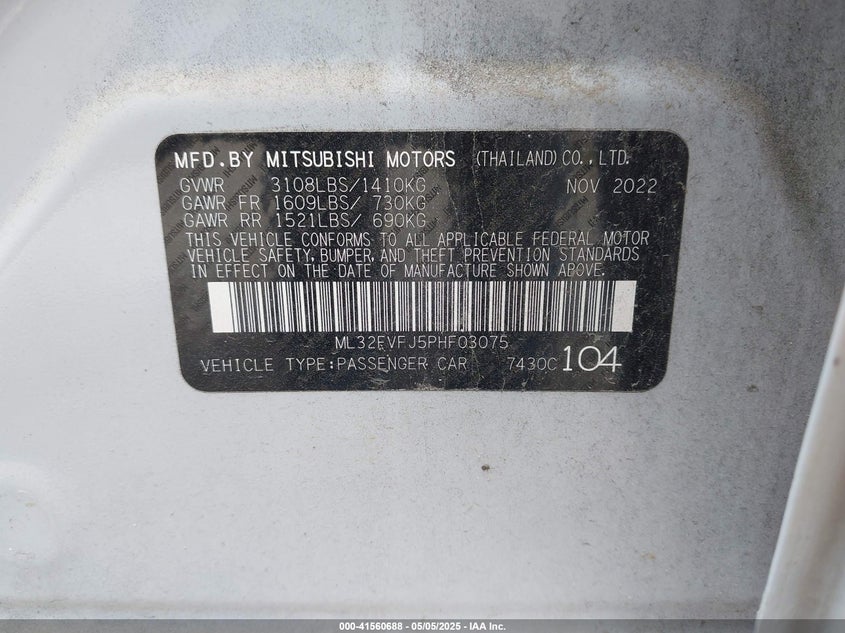 MFD.BY MITSUBISHI MOTORS (THAILAND) CO.,LTD.
GVWR 3108LBS/1410KG NOV 2022
GAWR FR 1609LBS/ 730KG
GAWR RR 1521LBS/ 690KG
THIS VEHICLE CONFORMS TO ALL APPLICABLE FEDERAL MOTOR
VEHICLE SAFETY, BUMPER, AND THEFT PREVENTION STANDARDS
IN EFFECT ON THE DATE OF MANUFACTURE SHOWN ABOVE.
ML32FVFJ5PHF03075
VEHICLE TYPE:PASSENGER CAR 7430C 104
000-41560688 - 05/05/2025 - IAA Inc.